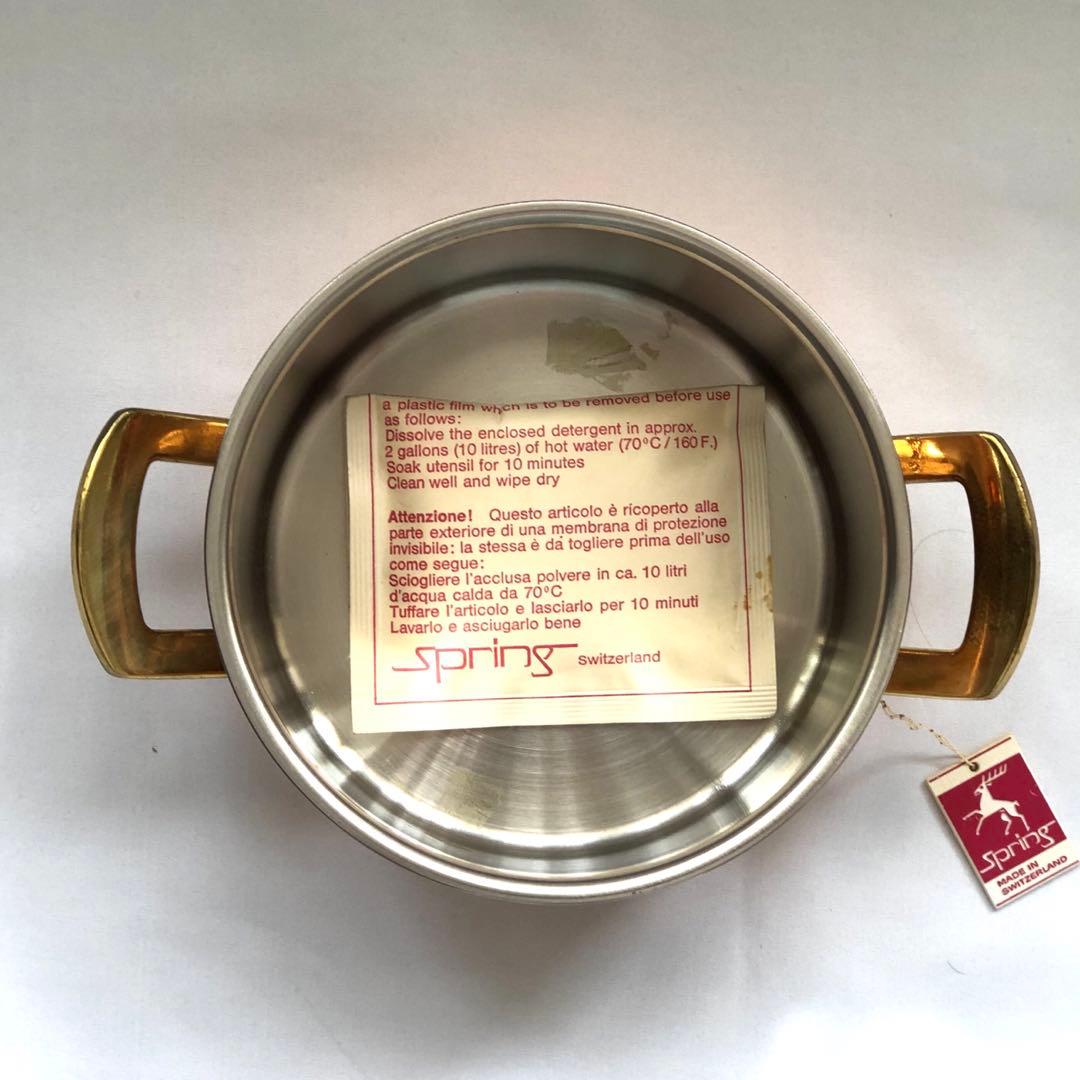 a plastic film which is to be removed before use
as follows:
Dissolve the enclosed detergent in approx.
2 gallons (10 litres) of hot water (70°C/160F.)
Soak utensil for 10 minutes
Clean well and wipe dry
Attenzione! Questo articolo è ricoperto alla
parte exteriore di una membrana di protezione
invisibile: la stessa è da togliere prima dell'uso
come segue:
Sciogliere l'acclusa polvere in ca. 10 litri
d'acqua calda da 70°C
Tuffare l'articolo e lasciarlo per 10 minuti
Lavarlo e asciugarlo bene
spring Switzerland
spring
MADE IN
SWITZERLAND